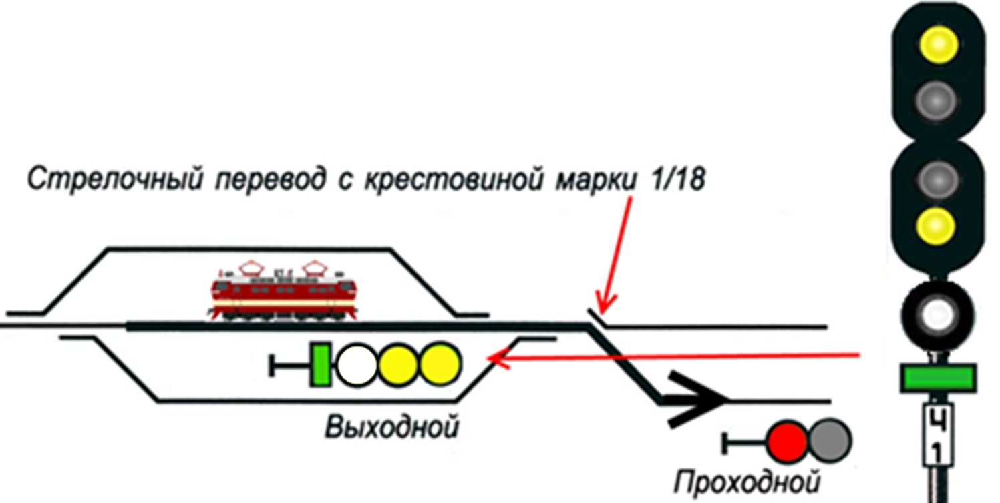 Стрелочный перевод с крестовиной марки 1/18
Выходной
Проходной
Ч
1